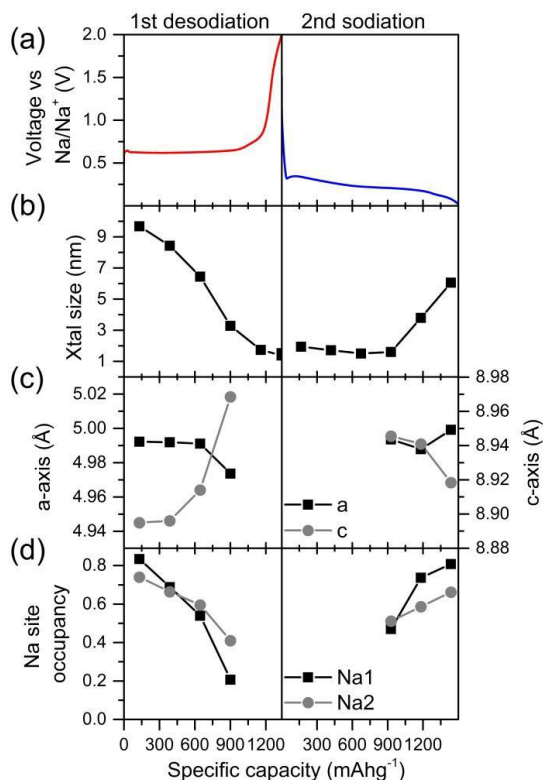 1st desodiation 2nd sodiation
(a)
Voltage vs
Na/Na⁺ (V)
2.0
1.5
1.0
0.5
(b)
Xtal size (nm)
9
7
5
3
1
(c)
a-axis (Å)
5.02
5.00
4.98
4.96
4.94
8.98
8.96
8.94
8.92
8.90
8.88
c-axis (Å)
a
c
(d)
Na site
occupancy
0.8
0.6
0.4
0.2
0.0
Na1
Na2
0 300 600 900 1200 300 600 900 1200
Specific capacity (mAhg⁻¹)